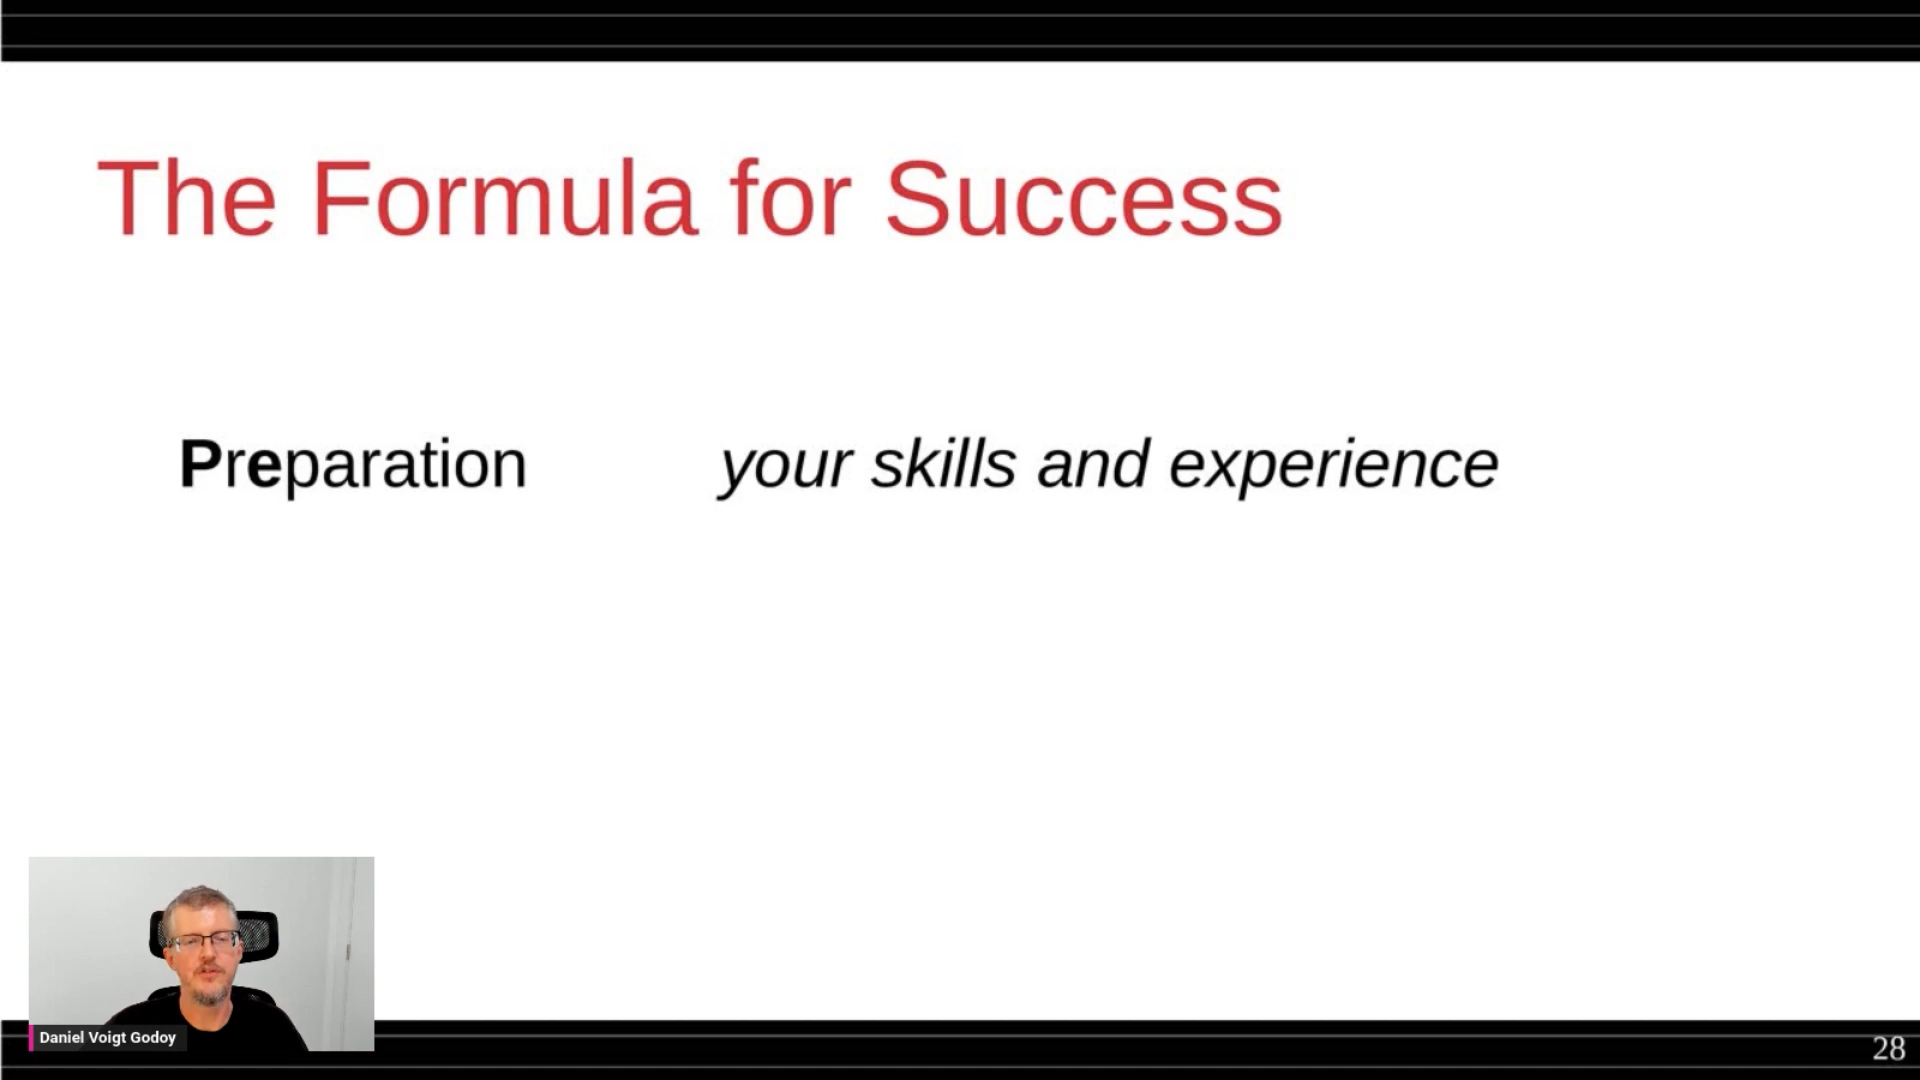 The Formula for Success
Preparation your skills and experience
Daniel Voigt Godoy
28